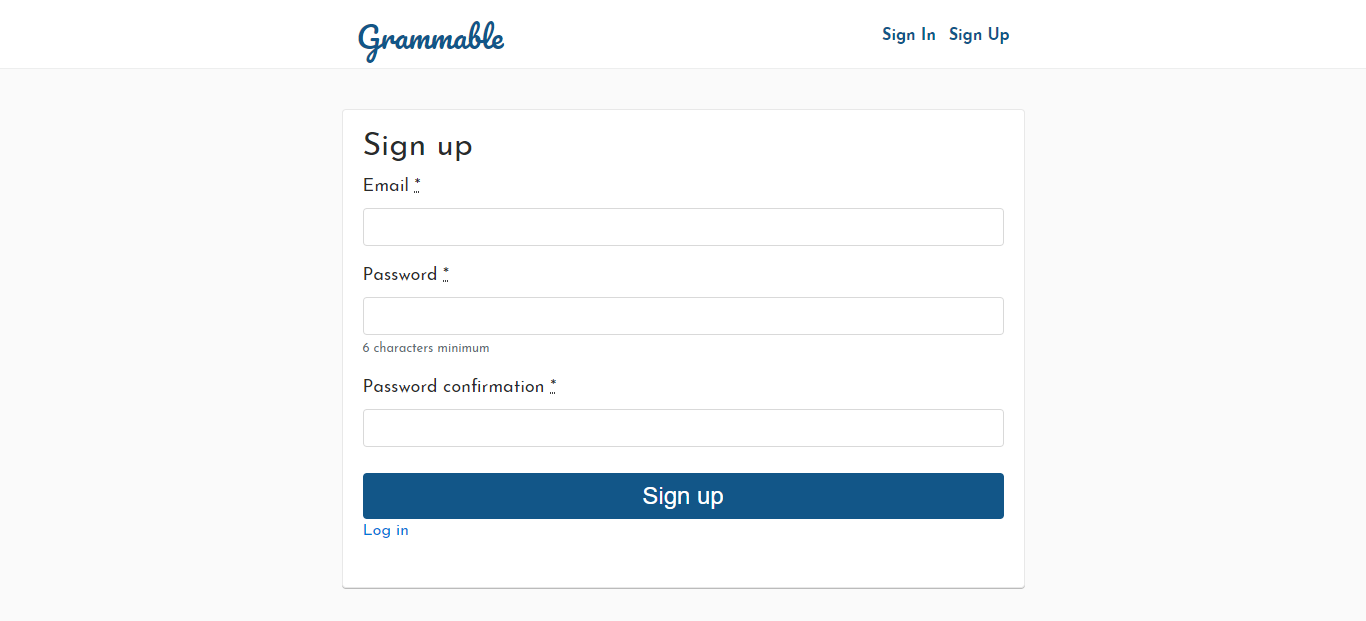 Grammable
Sign In Sign Up
Sign up
Email *
Password *
6 characters minimum
Password confirmation *
Sign up
Log in